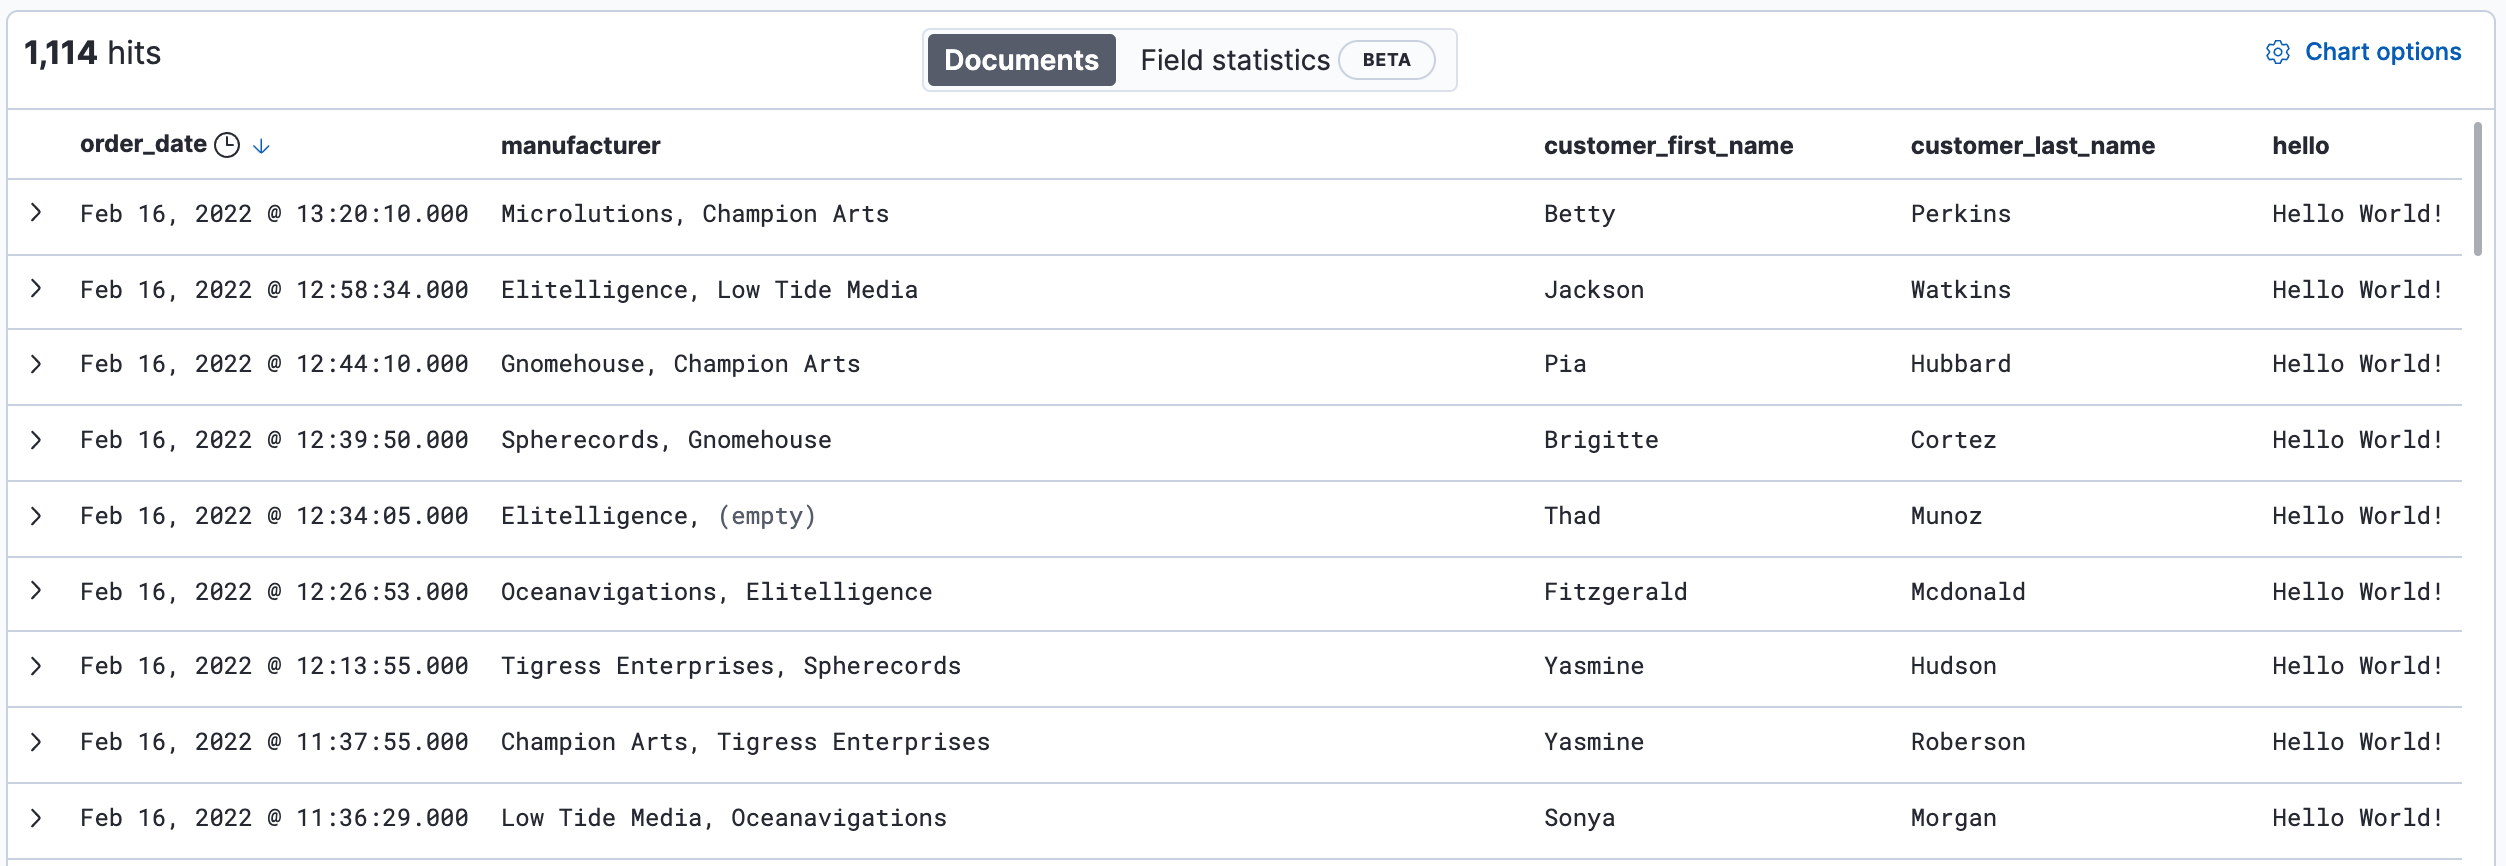 1,114 hits
Documents Field statistics BETA
Chart options
order_date manufacturer customer_first_name customer_last_name hello
Feb 16, 2022 @ 13:20:10.000 Microlutions, Champion Arts Betty Perkins Hello World!
Feb 16, 2022 @ 12:58:34.000 Elitelligence, Low Tide Media Jackson Watkins Hello World!
Feb 16, 2022 @ 12:44:10.000 Gnomehouse, Champion Arts Pia Hubbard Hello World!
Feb 16, 2022 @ 12:39:50.000 Spherecords, Gnomehouse Brigitte Cortez Hello World!
Feb 16, 2022 @ 12:34:05.000 Elitelligence, (empty) Thad Munoz Hello World!
Feb 16, 2022 @ 12:26:53.000 Oceanavigations, Elitelligence Fitzgerald Mcdonald Hello World!
Feb 16, 2022 @ 12:13:55.000 Tigress Enterprises, Spherecords Yasmine Hudson Hello World!
Feb 16, 2022 @ 11:37:55.000 Champion Arts, Tigress Enterprises Yasmine Roberson Hello World!
Feb 16, 2022 @ 11:36:29.000 Low Tide Media, Oceanavigations Sonya Morgan Hello World!